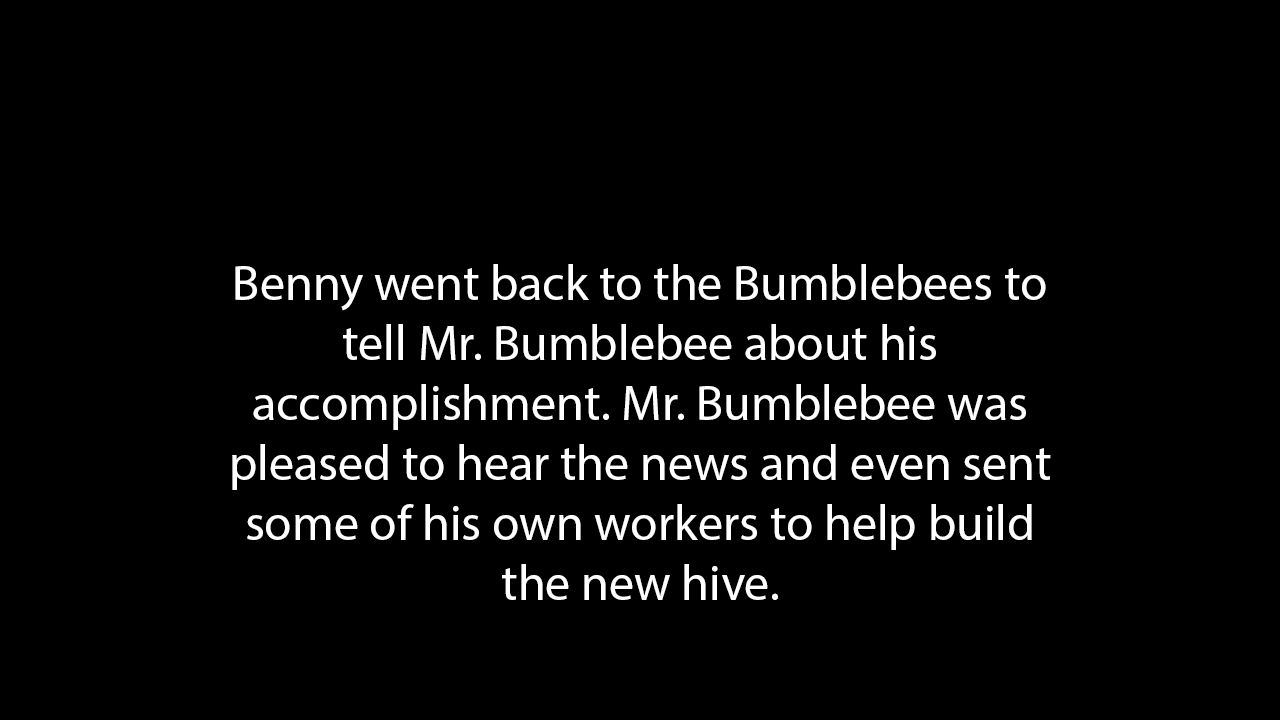 Benny went back to the Bumblebees to
tell Mr. Bumblebee about his
accomplishment. Mr. Bumblebee was
pleased to hear the news and even sent
some of his own workers to help build
the new hive.